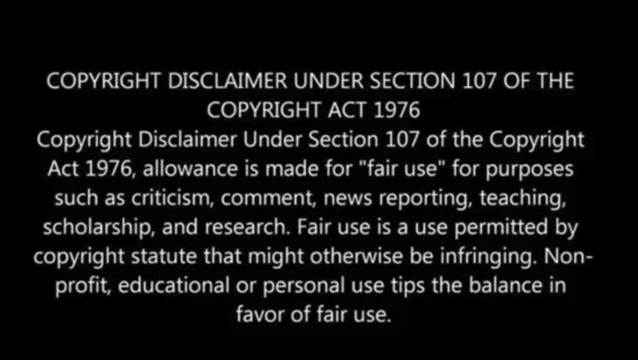 COPYRIGHT DISCLAIMER UNDER SECTION 107 OF THE
COPYRIGHT ACT 1976
Copyright Disclaimer Under Section 107 of the Copyright
Act 1976, allowance is made for "fair use" for purposes
such as criticism, comment, news reporting, teaching,
scholarship, and research. Fair use is a use permitted by
copyright statute that might otherwise be infringing. Non-
profit, educational or personal use tips the balance in
favor of fair use.